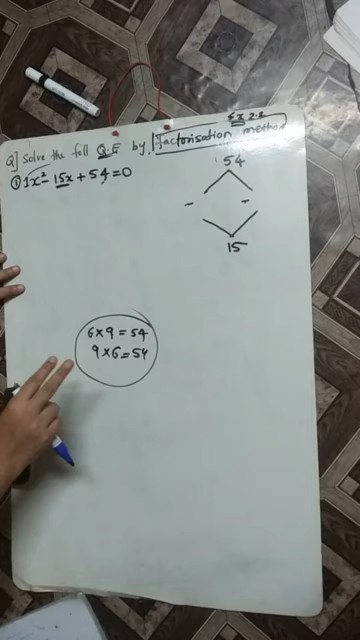 Ex 2.2
Q] Solve the foll Q.E by Factorisation method
① 1x² - 15x + 54 = 0
54
- -
15
6 x 9 = 54
9 x 6 = 54